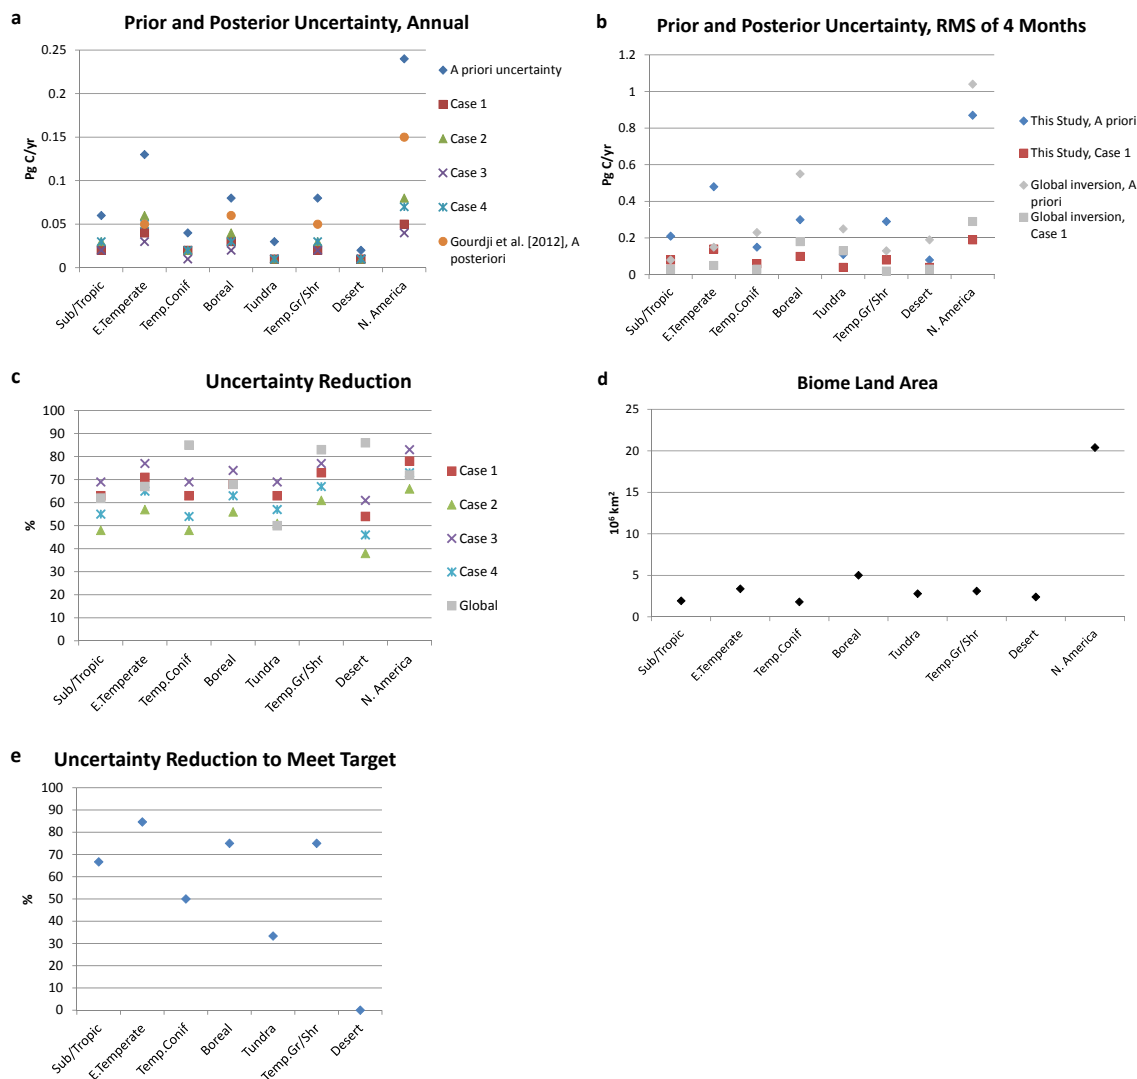 a
Prior and Posterior Uncertainty, Annual
0.25
0.2
0.15
0.1
0.05
0
Pg C/yr
Sub/Tropic
E.Temperate
Temp.Conif
Boreal
Tundra
Temp.Gr/Shr
Desert
N. America
A priori uncertainty
Case 1
Case 2
Case 3
Case 4
Gourdji et al. [2012], A
posteriori
b
Prior and Posterior Uncertainty, RMS of 4 Months
1.2
1
0.8
0.6
0.4
0.2
0
Pg C/yr
Sub/Tropic
E.Temperate
Temp.Conif
Boreal
Tundra
Temp.Gr/Shr
Desert
N. America
This Study, A priori
This Study, Case 1
Global inversion, A
priori
Global inversion,
Case 1
c
Uncertainty Reduction
100
90
80
70
60
50
40
30
20
10
0
%
Sub/Tropic
E.Temperate
Temp.Conif
Boreal
Tundra
Temp.Gr/Shr
Desert
N. America
Case 1
Case 2
Case 3
Case 4
Global
d
Biome Land Area
25
20
15
10
5
0
10⁶ km²
Sub/Tropic
E.Temperate
Temp.Conif
Boreal
Tundra
Temp.Gr/Shr
Desert
N. America
e
Uncertainty Reduction to Meet Target
100
90
80
70
60
50
40
30
20
10
0
%
Sub/Tropic
E.Temperate
Temp.Conif
Boreal
Tundra
Temp.Gr/Shr
Desert